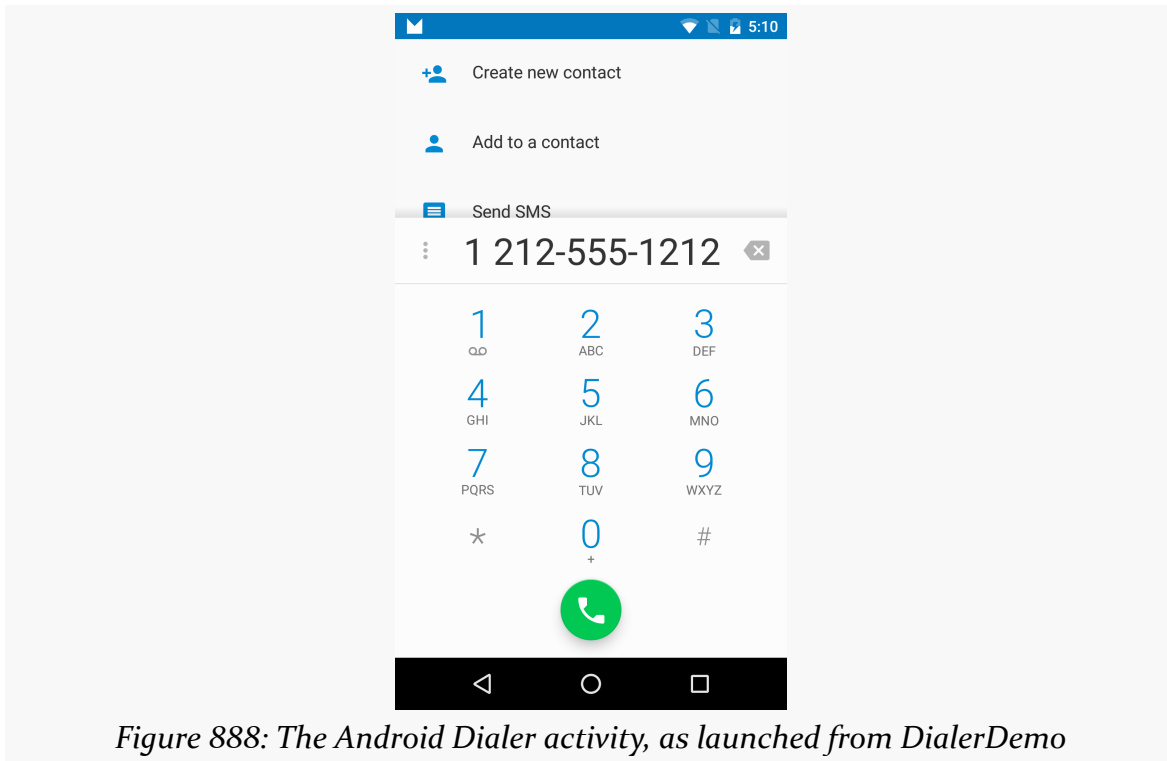 5:10
Create new contact
Add to a contact
Send SMS
1 212-555-1212
1 2 3
ABC DEF
4 5 6
GHI JKL MNO
7 8 9
PQRS TUV WXYZ
* 0 #
+
Figure 888: The Android Dialer activity, as launched from DialerDemo